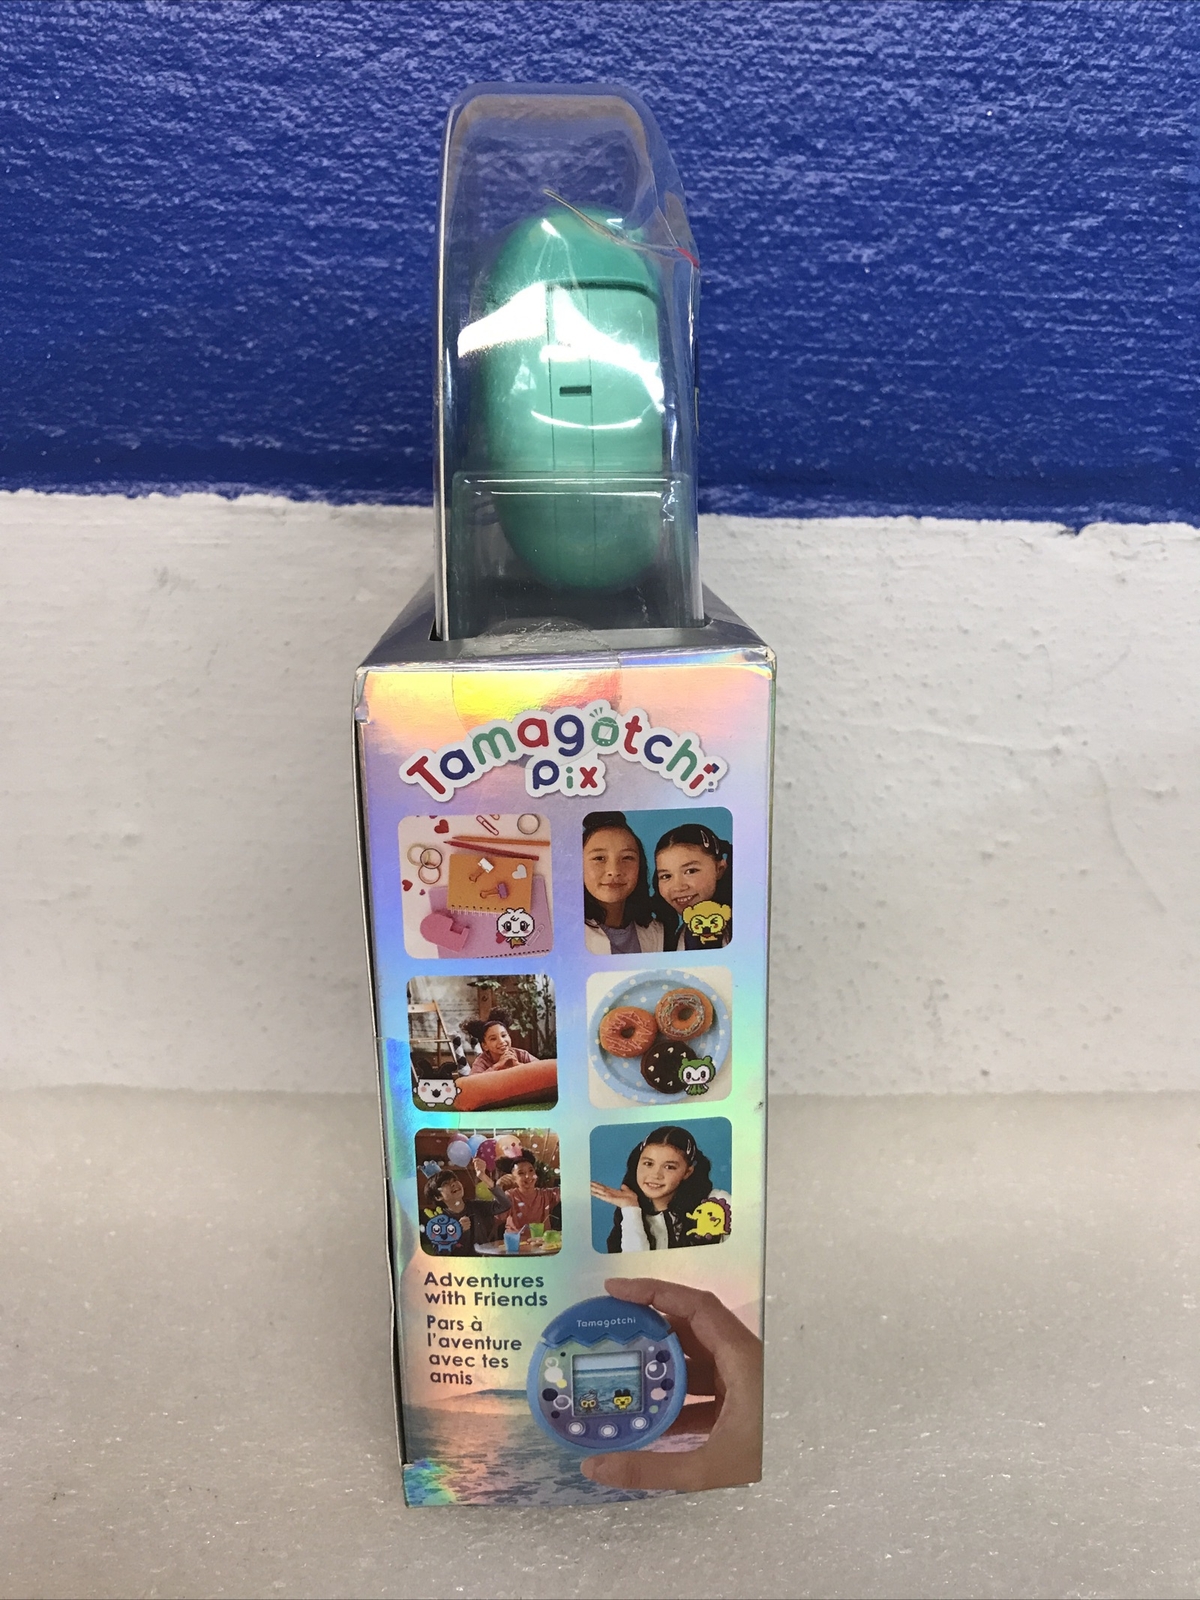 Tamagotchi
Pix
Adventures
with Friends
Pars à
l'aventure
avec tes
amis
Tamagotchi